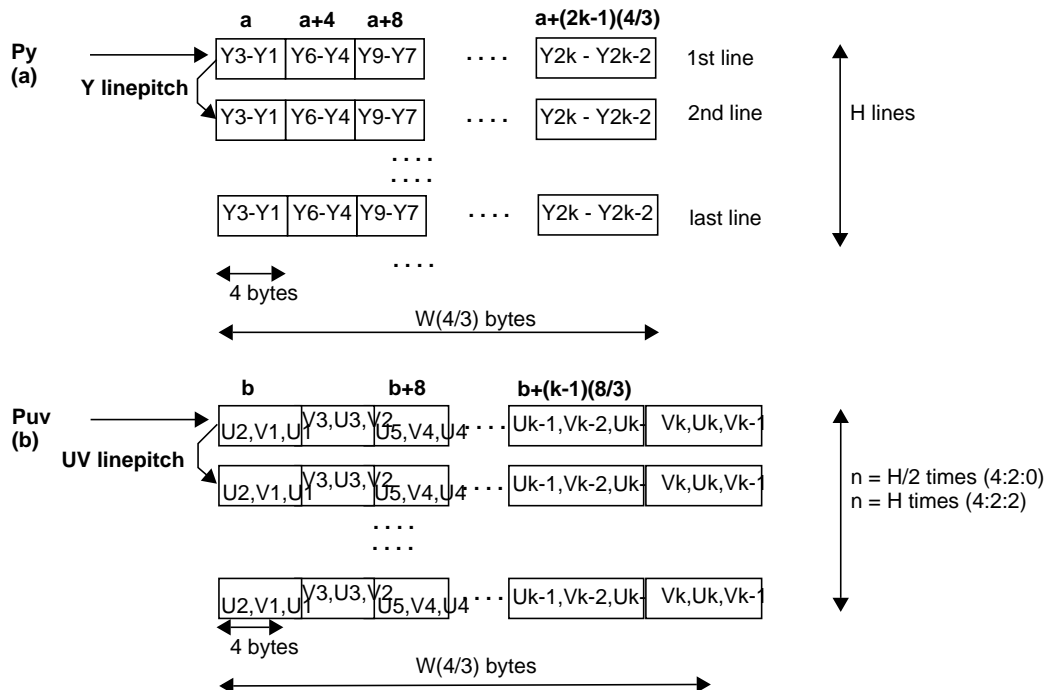 a a+4 a+8 a+(2k-1)(4/3)
Py Y3-Y1 Y6-Y4 Y9-Y7 . . . . Y2k - Y2k-2 1st line
(a)
Y linepitch
Y3-Y1 Y6-Y4 Y9-Y7 . . . . Y2k - Y2k-2 2nd line H lines
. . . .
. . . .
Y3-Y1 Y6-Y4 Y9-Y7 . . . . Y2k - Y2k-2 last line
. . . .
4 bytes
W(4/3) bytes
b b+8 b+(k-1)(8/3)
Puv U2,V1,U1 V3,U3,V2 U5,V4,U4 . . . . . Uk-1,Vk-2,Uk- Vk,Uk,Vk-1
(b)
UV linepitch
U2,V1,U1 V3,U3,V2 U5,V4,U4 . . . . . Uk-1,Vk-2,Uk- Vk,Uk,Vk-1
n = H/2 times (4:2:0)
n = H times (4:2:2)
. . . .
. . . .
U2,V1,U1 V3,U3,V2 U5,V4,U4 . . . . . Uk-1,Vk-2,Uk- Vk,Uk,Vk-1
4 bytes
W(4/3) bytes